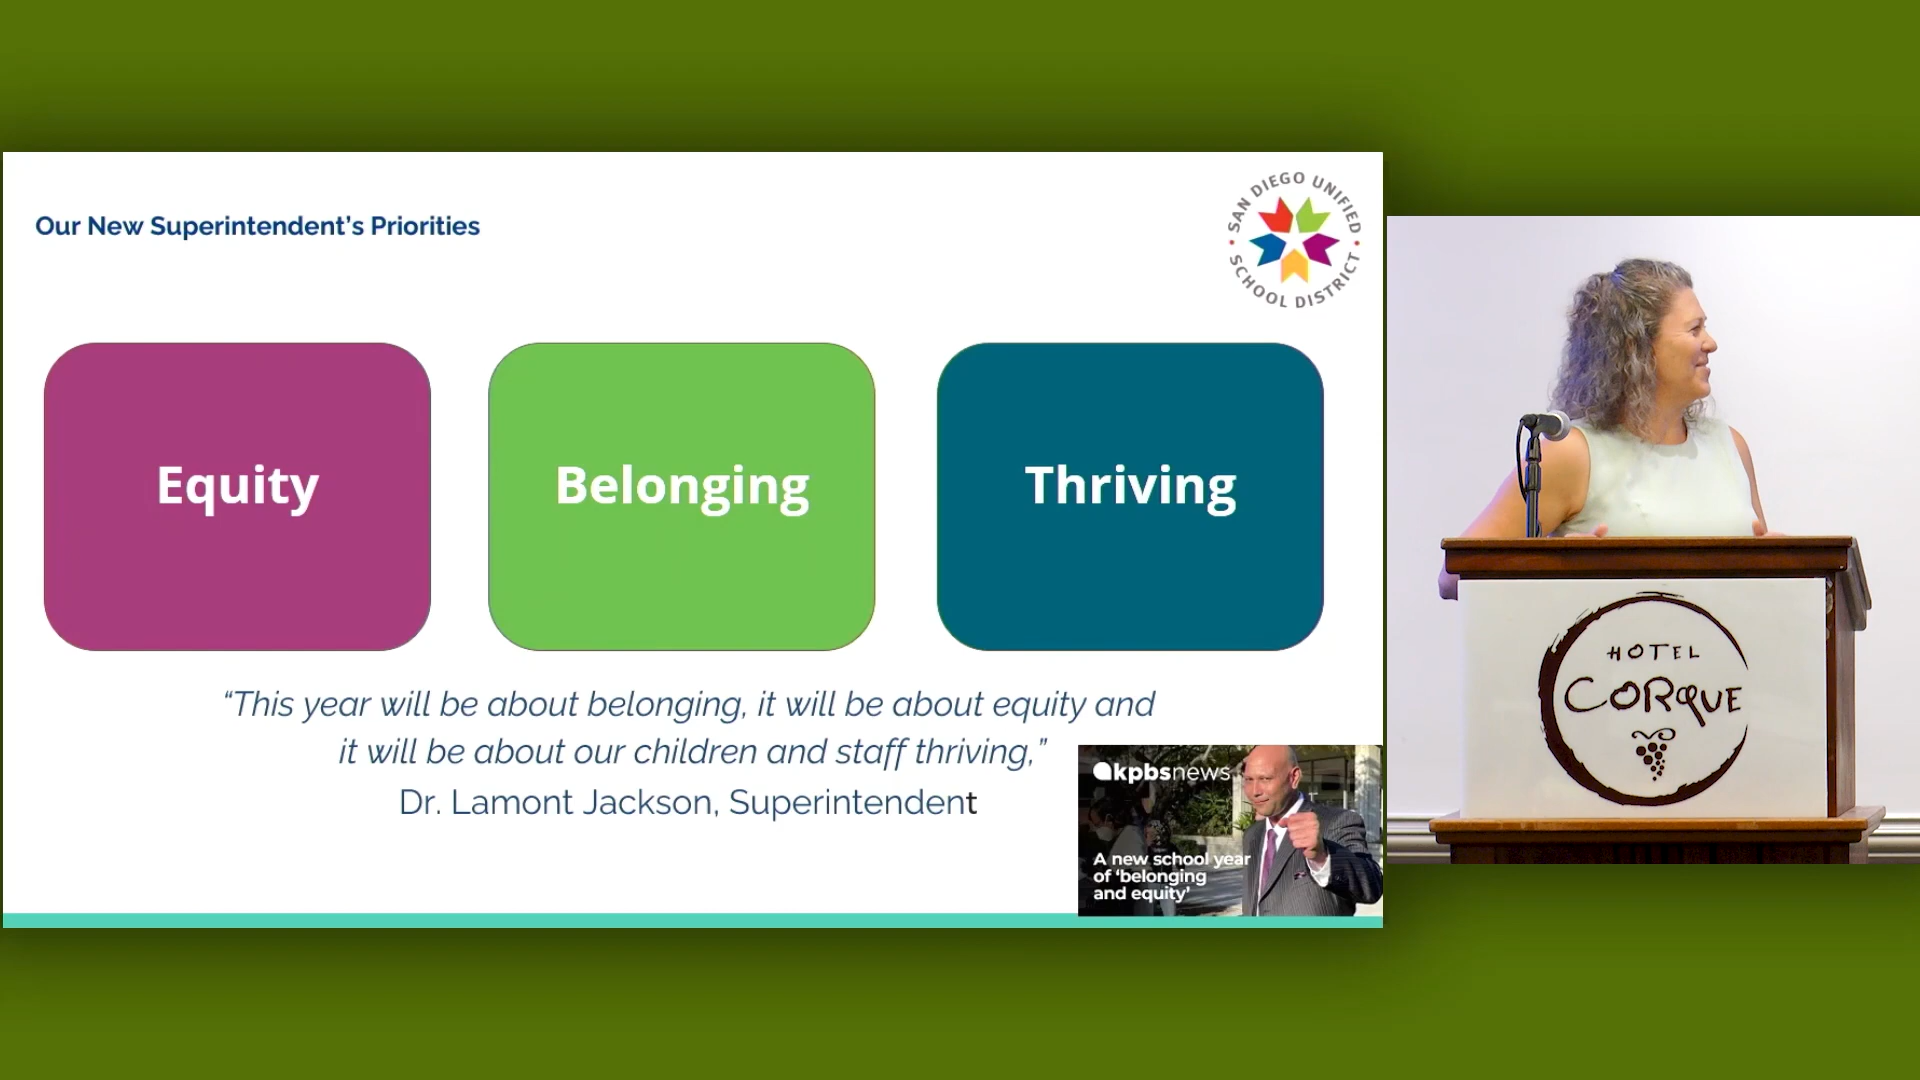 Our New Superintendent's Priorities
SAN DIEGO UNIFIED
SCHOOL DISTRICT
Equity
Belonging
Thriving
“This year will be about belonging, it will be about equity and
it will be about our children and staff thriving,”
Dr. Lamont Jackson, Superintendent
kpbsnews
A new school year
of ‘belonging
and equity’
HOTEL
CORQUE